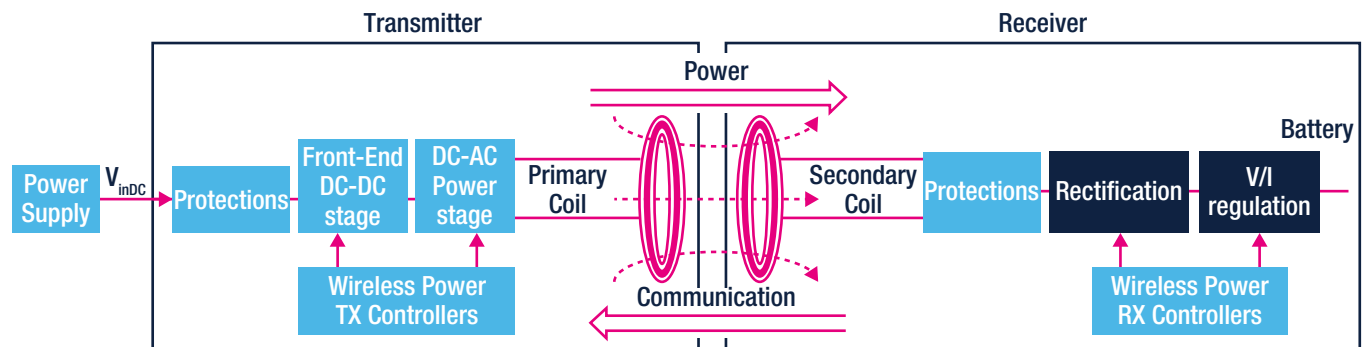 Transmitter
Receiver
Power
Battery
Power
Supply
VinDC
Protections
Front-End
DC-DC
stage
DC-AC
Power
stage
Primary
Coil
Secondary
Coil
Protections
Rectification
V/I
regulation
Wireless Power
TX Controllers
Communication
Wireless Power
RX Controllers